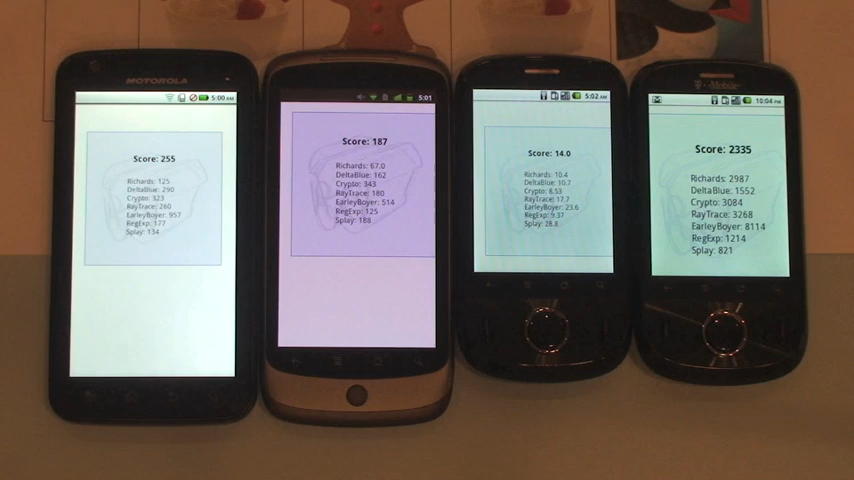 MOTOROLA
5:00 AM
Score: 255
Richards: 125
DeltaBlue: 290
Crypto: 323
RayTrace: 260
EarleyBoyer: 957
RegExp: 177
Splay: 134
5:01
Score: 187
Richards: 67.0
DeltaBlue: 162
Crypto: 343
RayTrace: 180
EarleyBoyer: 514
RegExp: 125
Splay: 188
5:02 AM
Score: 14.0
Richards: 10.4
DeltaBlue: 10.7
Crypto: 8.53
RayTrace: 17.7
EarleyBoyer: 23.6
RegExp: 9.37
Splay: 28.8
T-Mobile
10:04 PM
Score: 2335
Richards: 2987
DeltaBlue: 1552
Crypto: 3084
RayTrace: 3268
EarleyBoyer: 8114
RegExp: 1214
Splay: 821